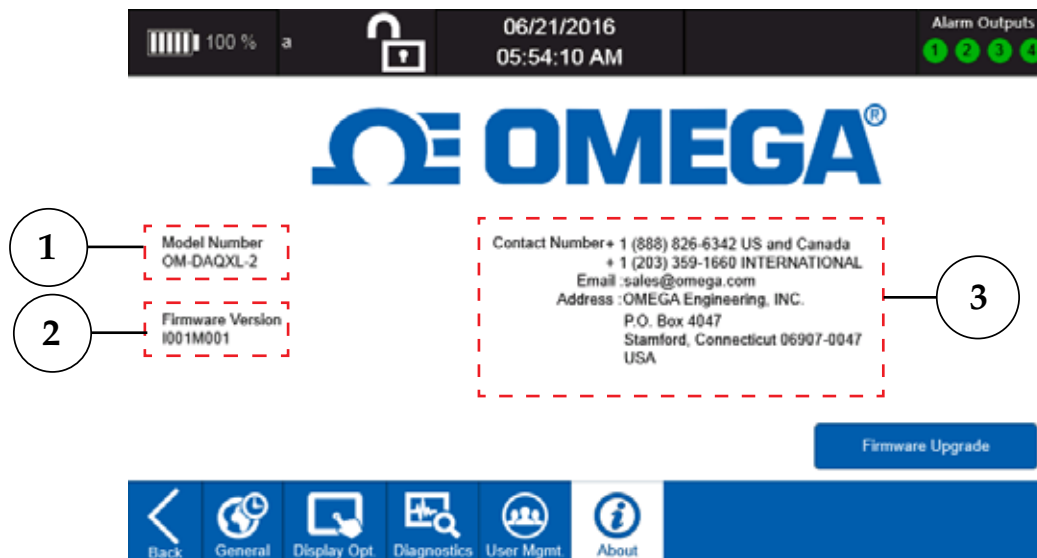 100 %
a
06/21/2016
05:54:10 AM
Alarm Outputs
1 2 3 4
OMEGA®
1
Model Number
OM-DAQXL-2
2
Firmware Version
I001M001
Contact Number+ 1 (888) 826-6342 US and Canada
+ 1 (203) 359-1660 INTERNATIONAL
Email :sales@omega.com
Address :OMEGA Engineering, INC.
P.O. Box 4047
Stamford, Connecticut 06907-0047
USA
3
Firmware Upgrade
Back
General
Display Opt.
Diagnostics
User Mgmt.
About